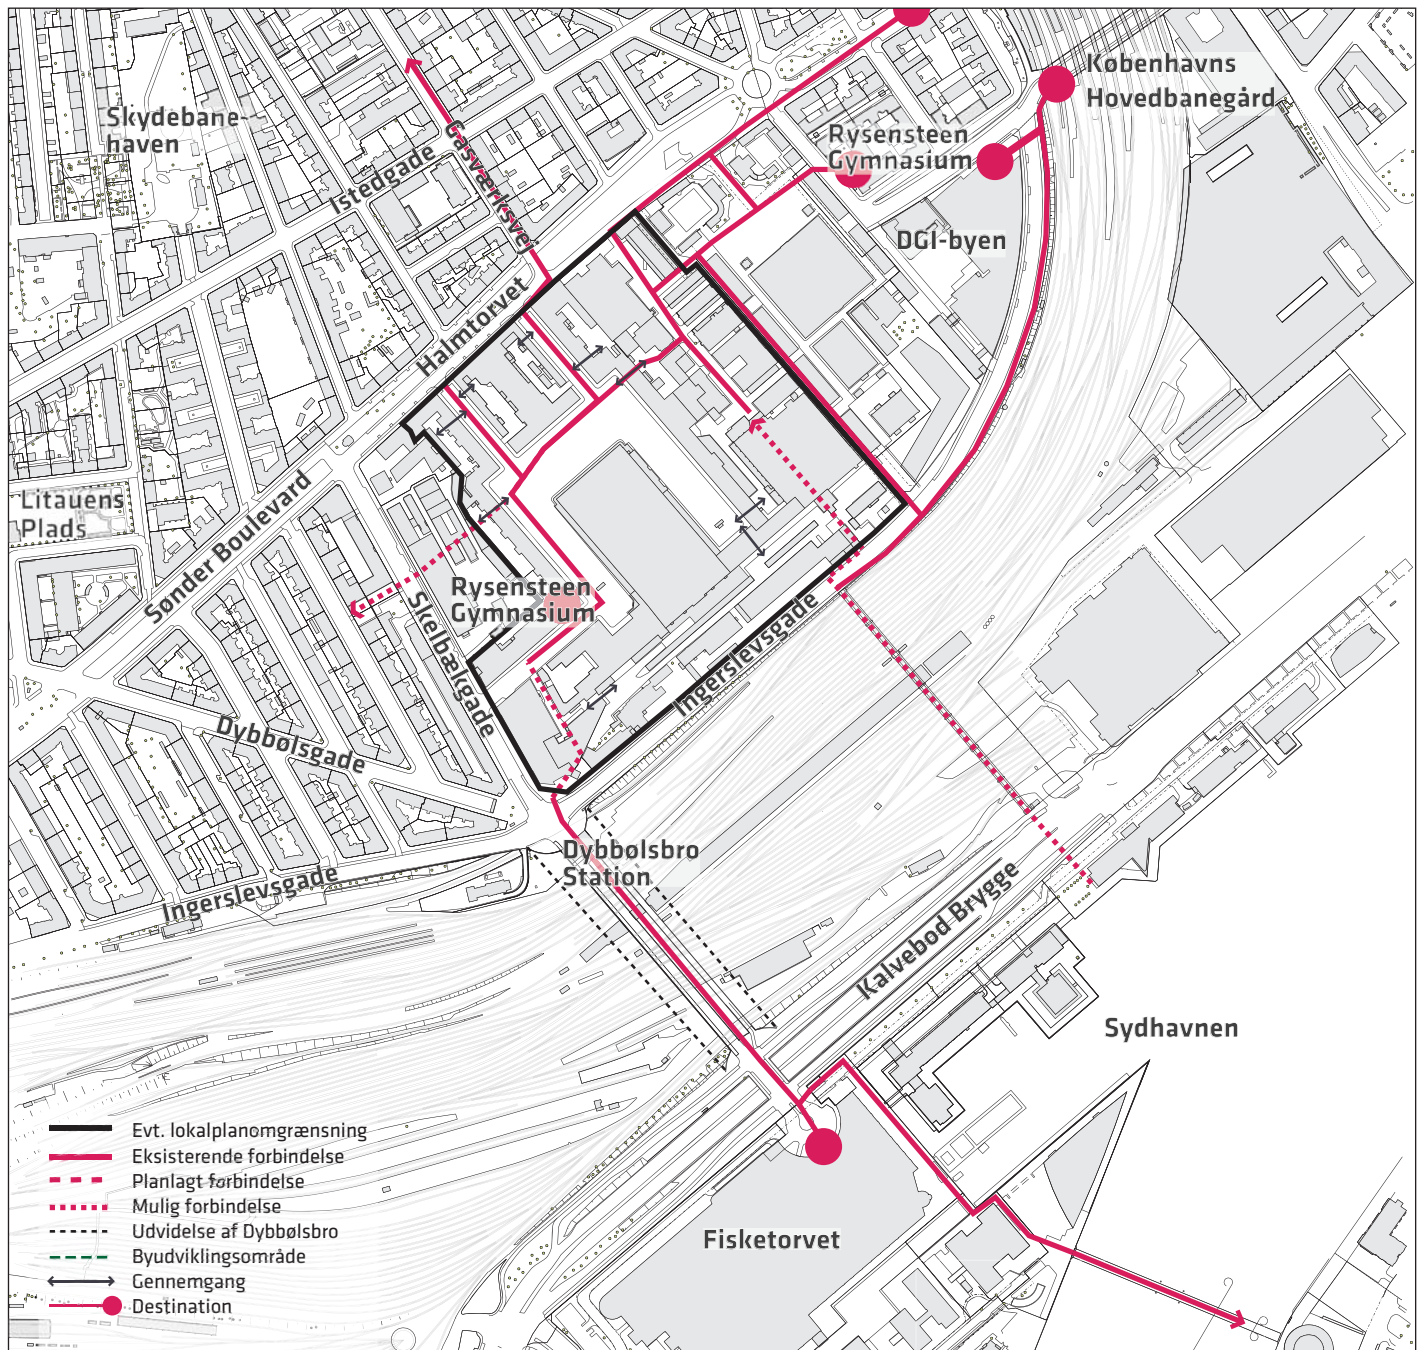 Københavns
Hovedbanegård
Skydebane-
haven
Gasværksvej
Rysensteen
Gymnasium
Istedgade
DGI-byen
Halmtorvet
Litauens
Plads
Sønder Boulevard
Rysensteen
Gymnasium
Skelbækgade
Ingerslevsgade
Dybbølsgade
Dybbølsbro
Station
Ingerslevsgade
Kalvebod Brygge
Sydhavnen
Fisketorvet
Evt. lokalplanomgrænsning
Eksisterende forbindelse
Planlagt forbindelse
Mulig forbindelse
Udvidelse af Dybbølsbro
Byudviklingsområde
Gennemgang
Destination